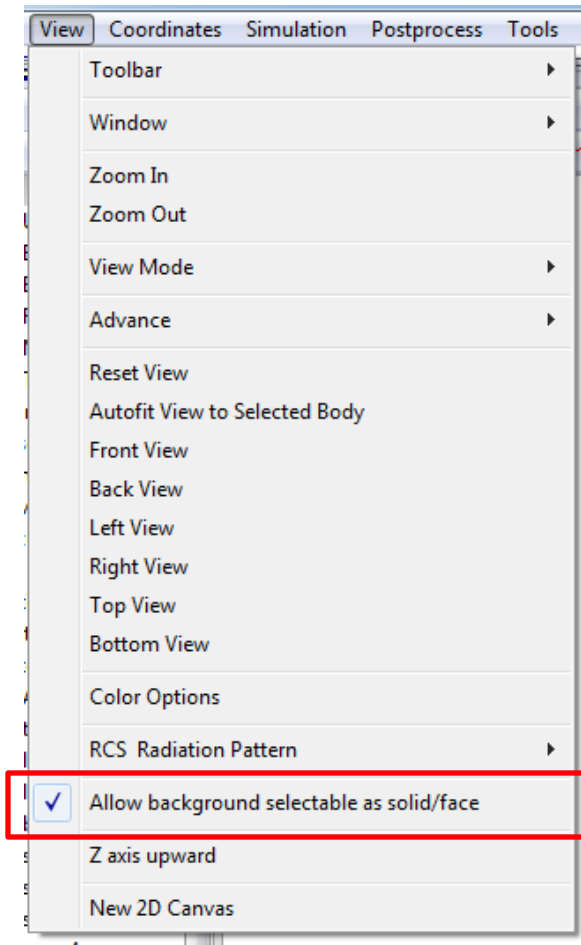 View Coordinates Simulation Postprocess Tools
Toolbar
Window
Zoom In
Zoom Out
View Mode
Advance
Reset View
Autofit View to Selected Body
Front View
Back View
Left View
Right View
Top View
Bottom View
Color Options
RCS  Radiation Pattern
Allow background selectable as solid/face
Z axis upward
New 2D Canvas